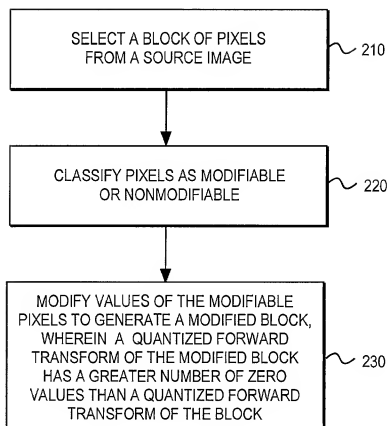 SELECT A BLOCK OF PIXELS
FROM A SOURCE IMAGE
210
CLASSIFY PIXELS AS MODIFIABLE
OR NONMODIFIABLE
220
MODIFY VALUES OF THE MODIFIABLE
PIXELS TO GENERATE A MODIFIED BLOCK,
WHEREIN A QUANTIZED FORWARD
TRANSFORM OF THE MODIFIED BLOCK
HAS A GREATER NUMBER OF ZERO
VALUES THAN A QUANTIZED FORWARD
TRANSFORM OF THE BLOCK
230